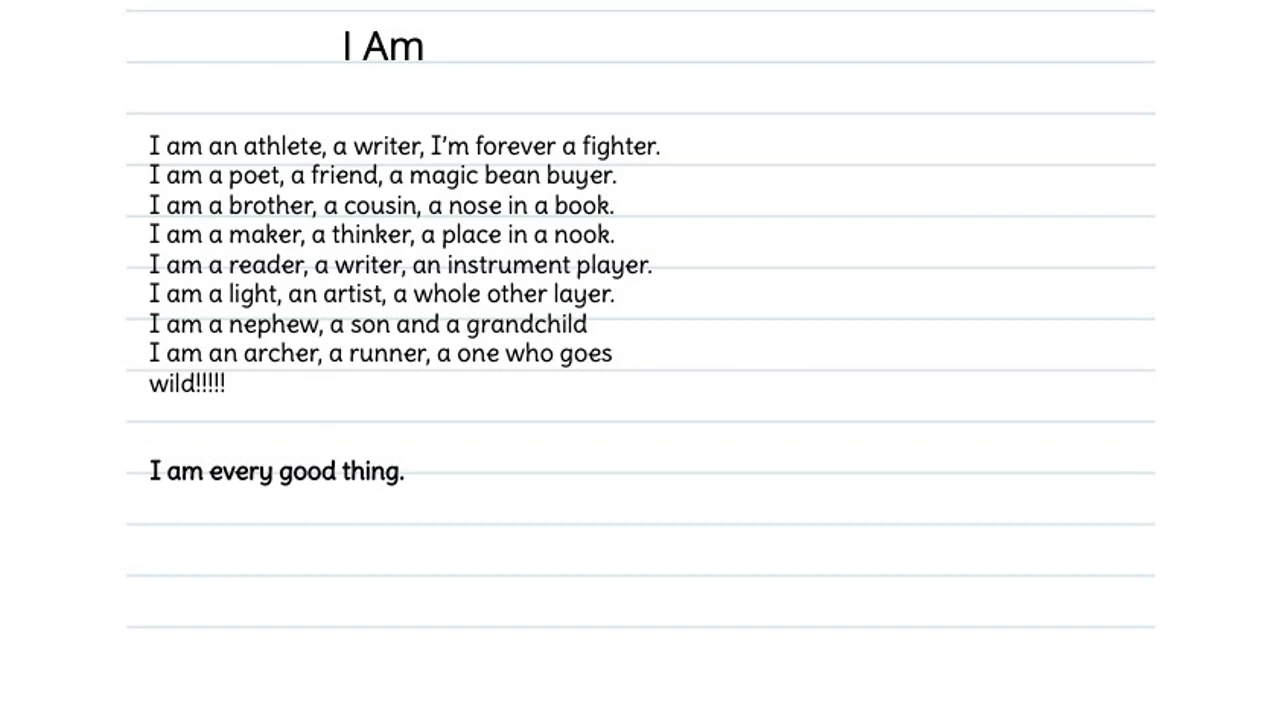 I Am
I am an athlete, a writer, I’m forever a fighter.
I am a poet, a friend, a magic bean buyer.
I am a brother, a cousin, a nose in a book.
I am a maker, a thinker, a place in a nook.
I am a reader, a writer, an instrument player.
I am a light, an artist, a whole other layer.
I am a nephew, a son and a grandchild
I am an archer, a runner, a one who goes
wild!!!!!
I am every good thing.